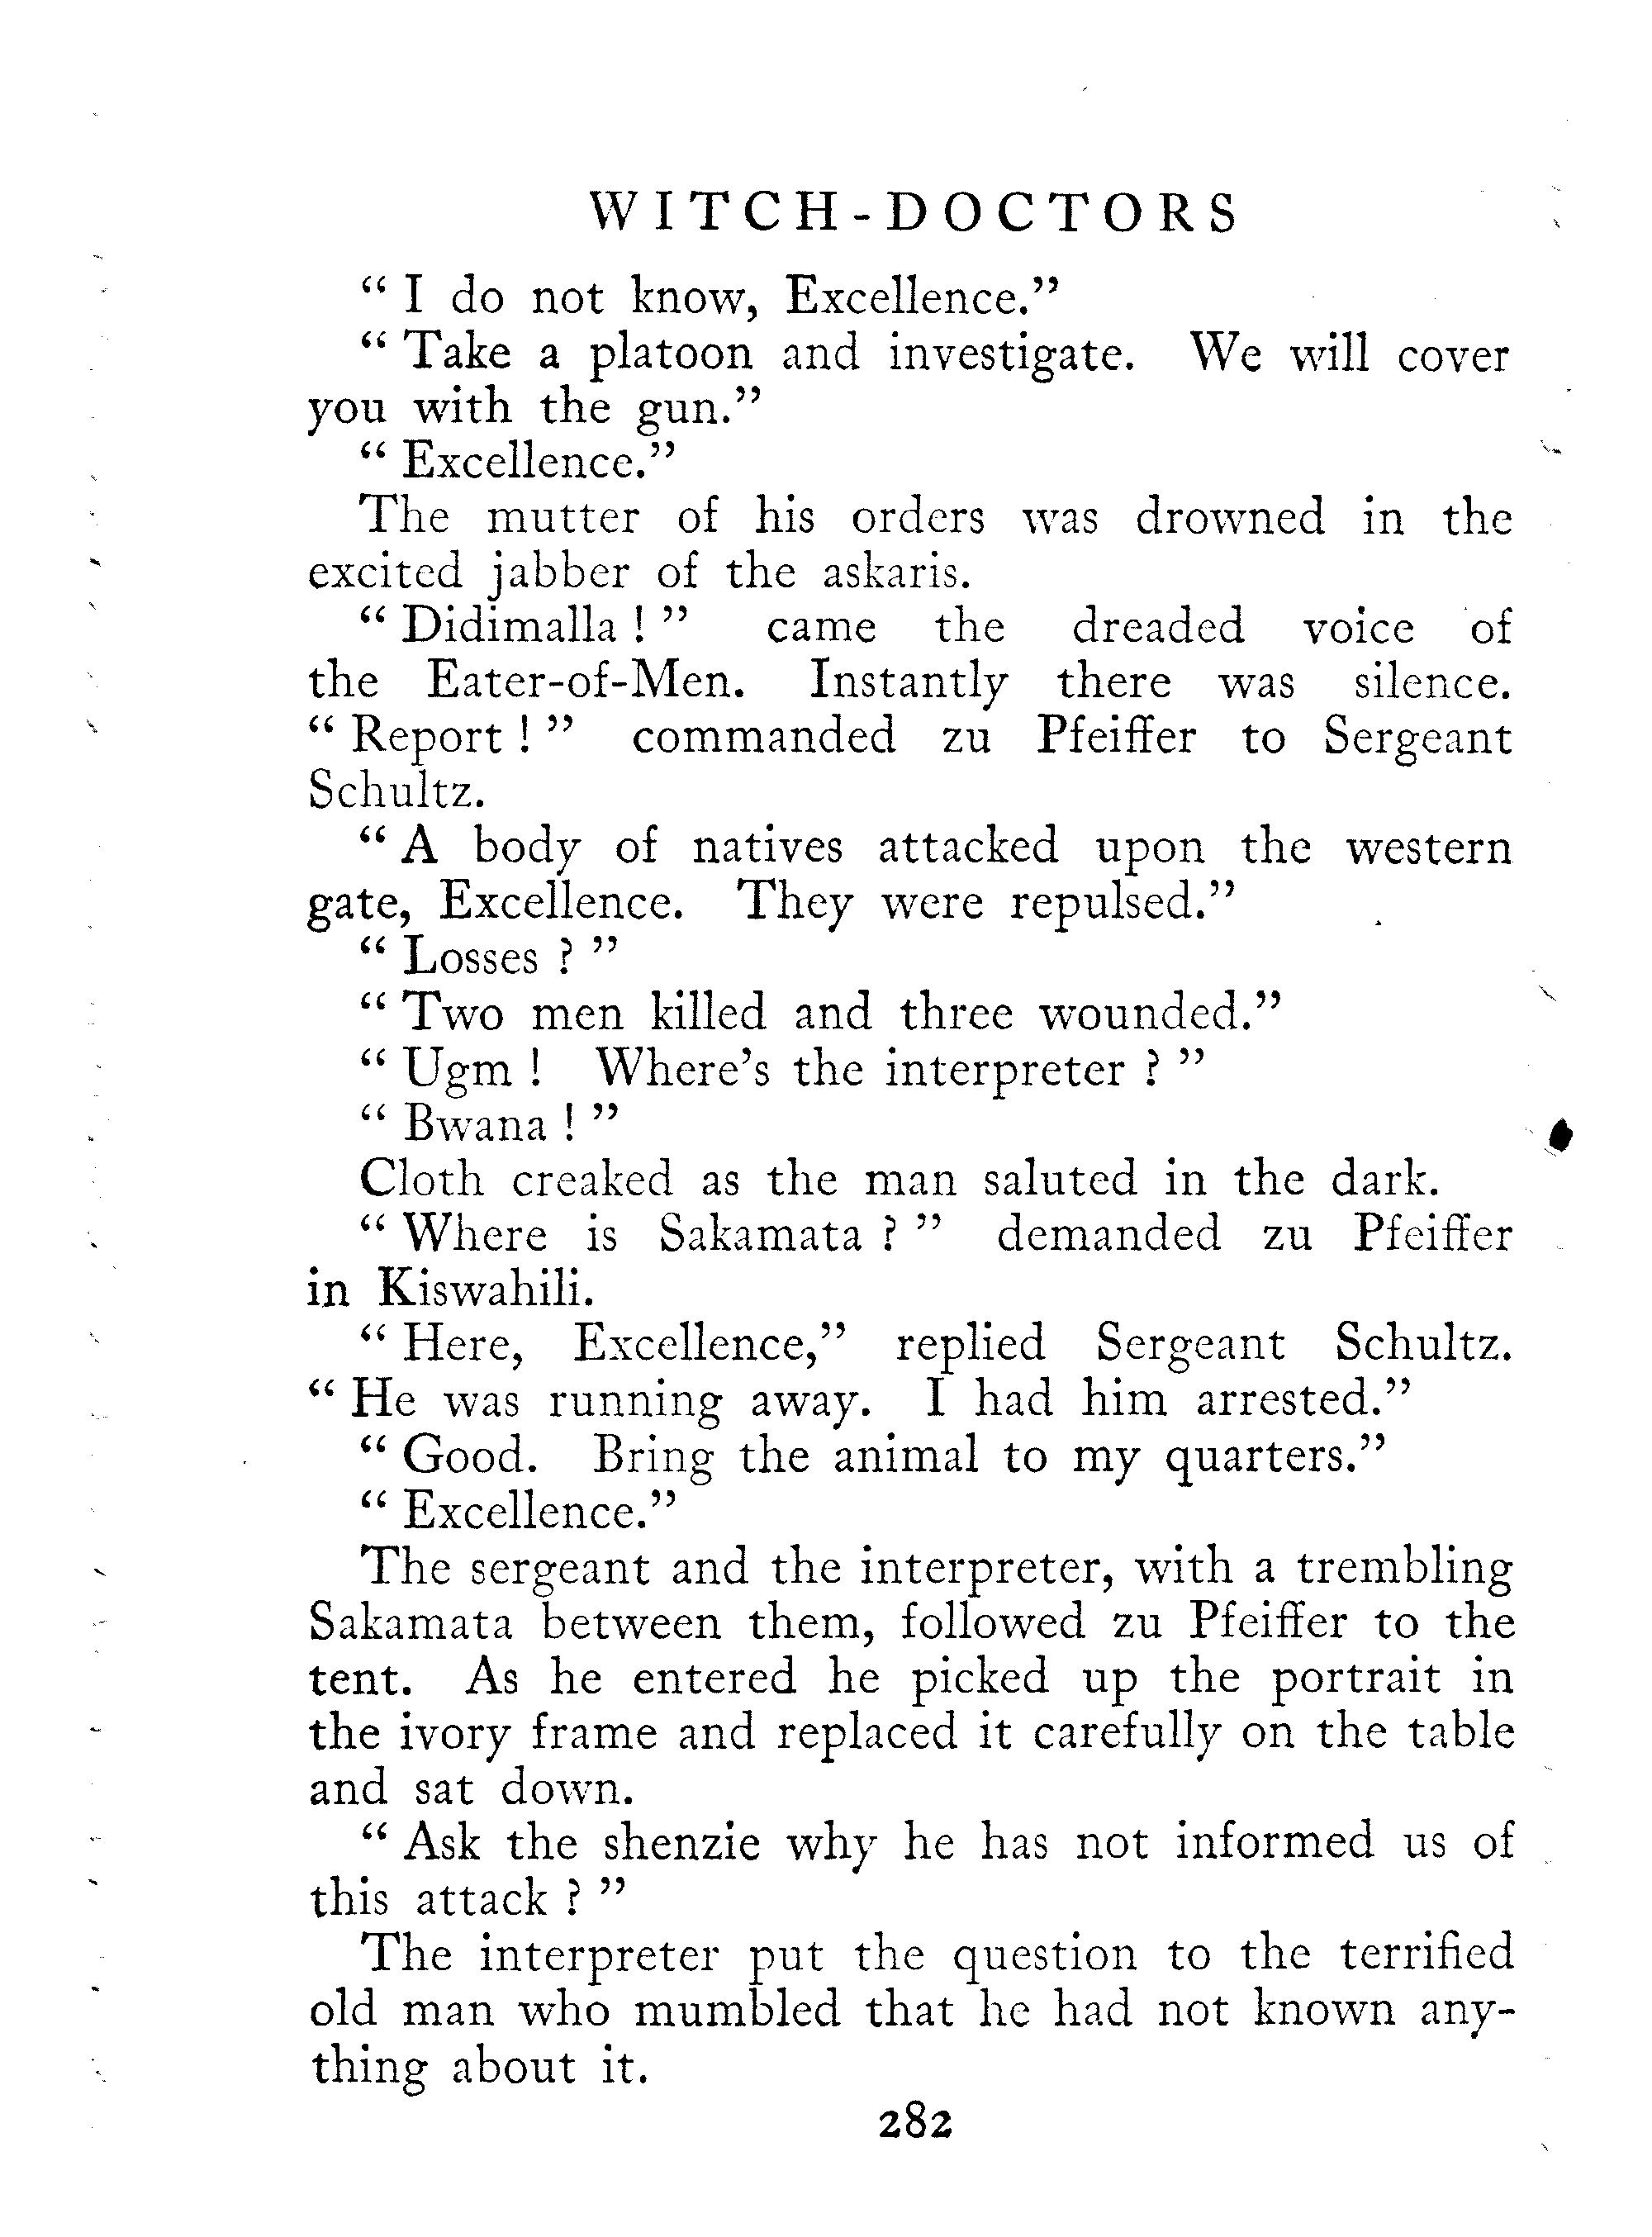 WITCH-DOCTORS
“ I do not know, Excellence.”
“ Take a platoon and investigate. We will cover
you with the gun.”
“ Excellence.”
The mutter of his orders was drowned in the
excited jabber of the askaris.
“ Didimalla ! ” came the dreaded voice of
the Eater-of-Men. Instantly there was silence.
“ Report ! ” commanded zu Pfeiffer to Sergeant
Schultz.
“ A body of natives attacked upon the western
gate, Excellence. They were repulsed.”
“ Losses ? ”
“ Two men killed and three wounded.”
“ Ugm ! Where’s the interpreter ? ”
“ Bwana ! ”
Cloth creaked as the man saluted in the dark.
“ Where is Sakamata ? ” demanded zu Pfeiffer
in Kiswahili.
“ Here, Excellence,” replied Sergeant Schultz.
“ He was running away. I had him arrested.”
“ Good. Bring the animal to my quarters.”
“ Excellence.”
The sergeant and the interpreter, with a trembling
Sakamata between them, followed zu Pfeiffer to the
tent. As he entered he picked up the portrait in
the ivory frame and replaced it carefully on the table
and sat down.
“ Ask the shenzie why he has not informed us of
this attack ? ”
The interpreter put the question to the terrified
old man who mumbled that he had not known any-
thing about it.
282